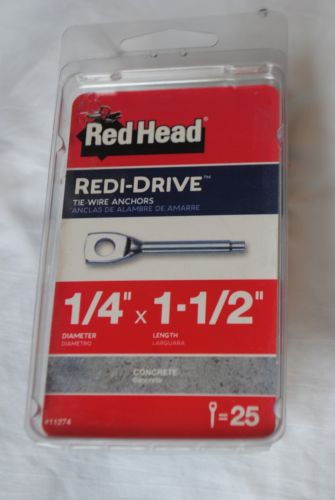 Red Head
REDI-DRIVE™
TIE-WIRE ANCHORS
ANCLAS DE ALAMBRE DE AMARRE
1/4" x 1-1/2"
DIAMETER LENGTH
DIÁMETRO LARGUARA
CONCRETE
Concreto
#11274
=25